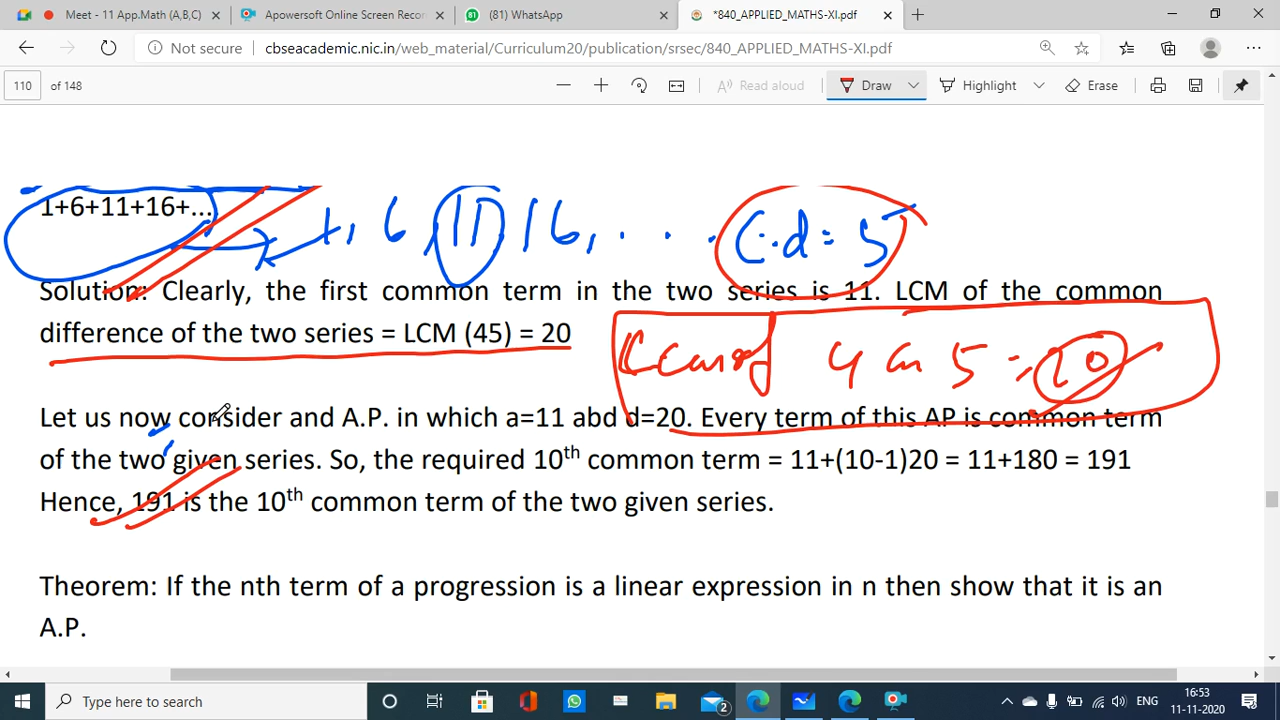 Meet - 11 App.Math (A,B,C)
Apowersoft Online Screen Recor
(81) WhatsApp
*840_APPLIED_MATHS-XI.pdf
Not secure
cbseacademic.nic.in/web_material/Curriculum20/publication/srsec/840_APPLIED_MATHS-XI.pdf
110 of 148
Read aloud
Draw
Highlight
Erase
1+6+11+16+...
1, 6, 11, 16, . . . C.d = 5
Solution: Clearly, the first common term in the two series is 11. LCM of the common
difference of the two series = LCM (45) = 20
4 5 = 20
Let us now consider and A.P. in which a=11 abd d=20. Every term of this AP is common term
of the two given series. So, the required 10th common term = 11+(10-1)20 = 11+180 = 191
Hence, 191 is the 10th common term of the two given series.
Theorem: If the nth term of a progression is a linear expression in n then show that it is an
A.P.
Type here to search
2
ENG
16:53
11-11-2020